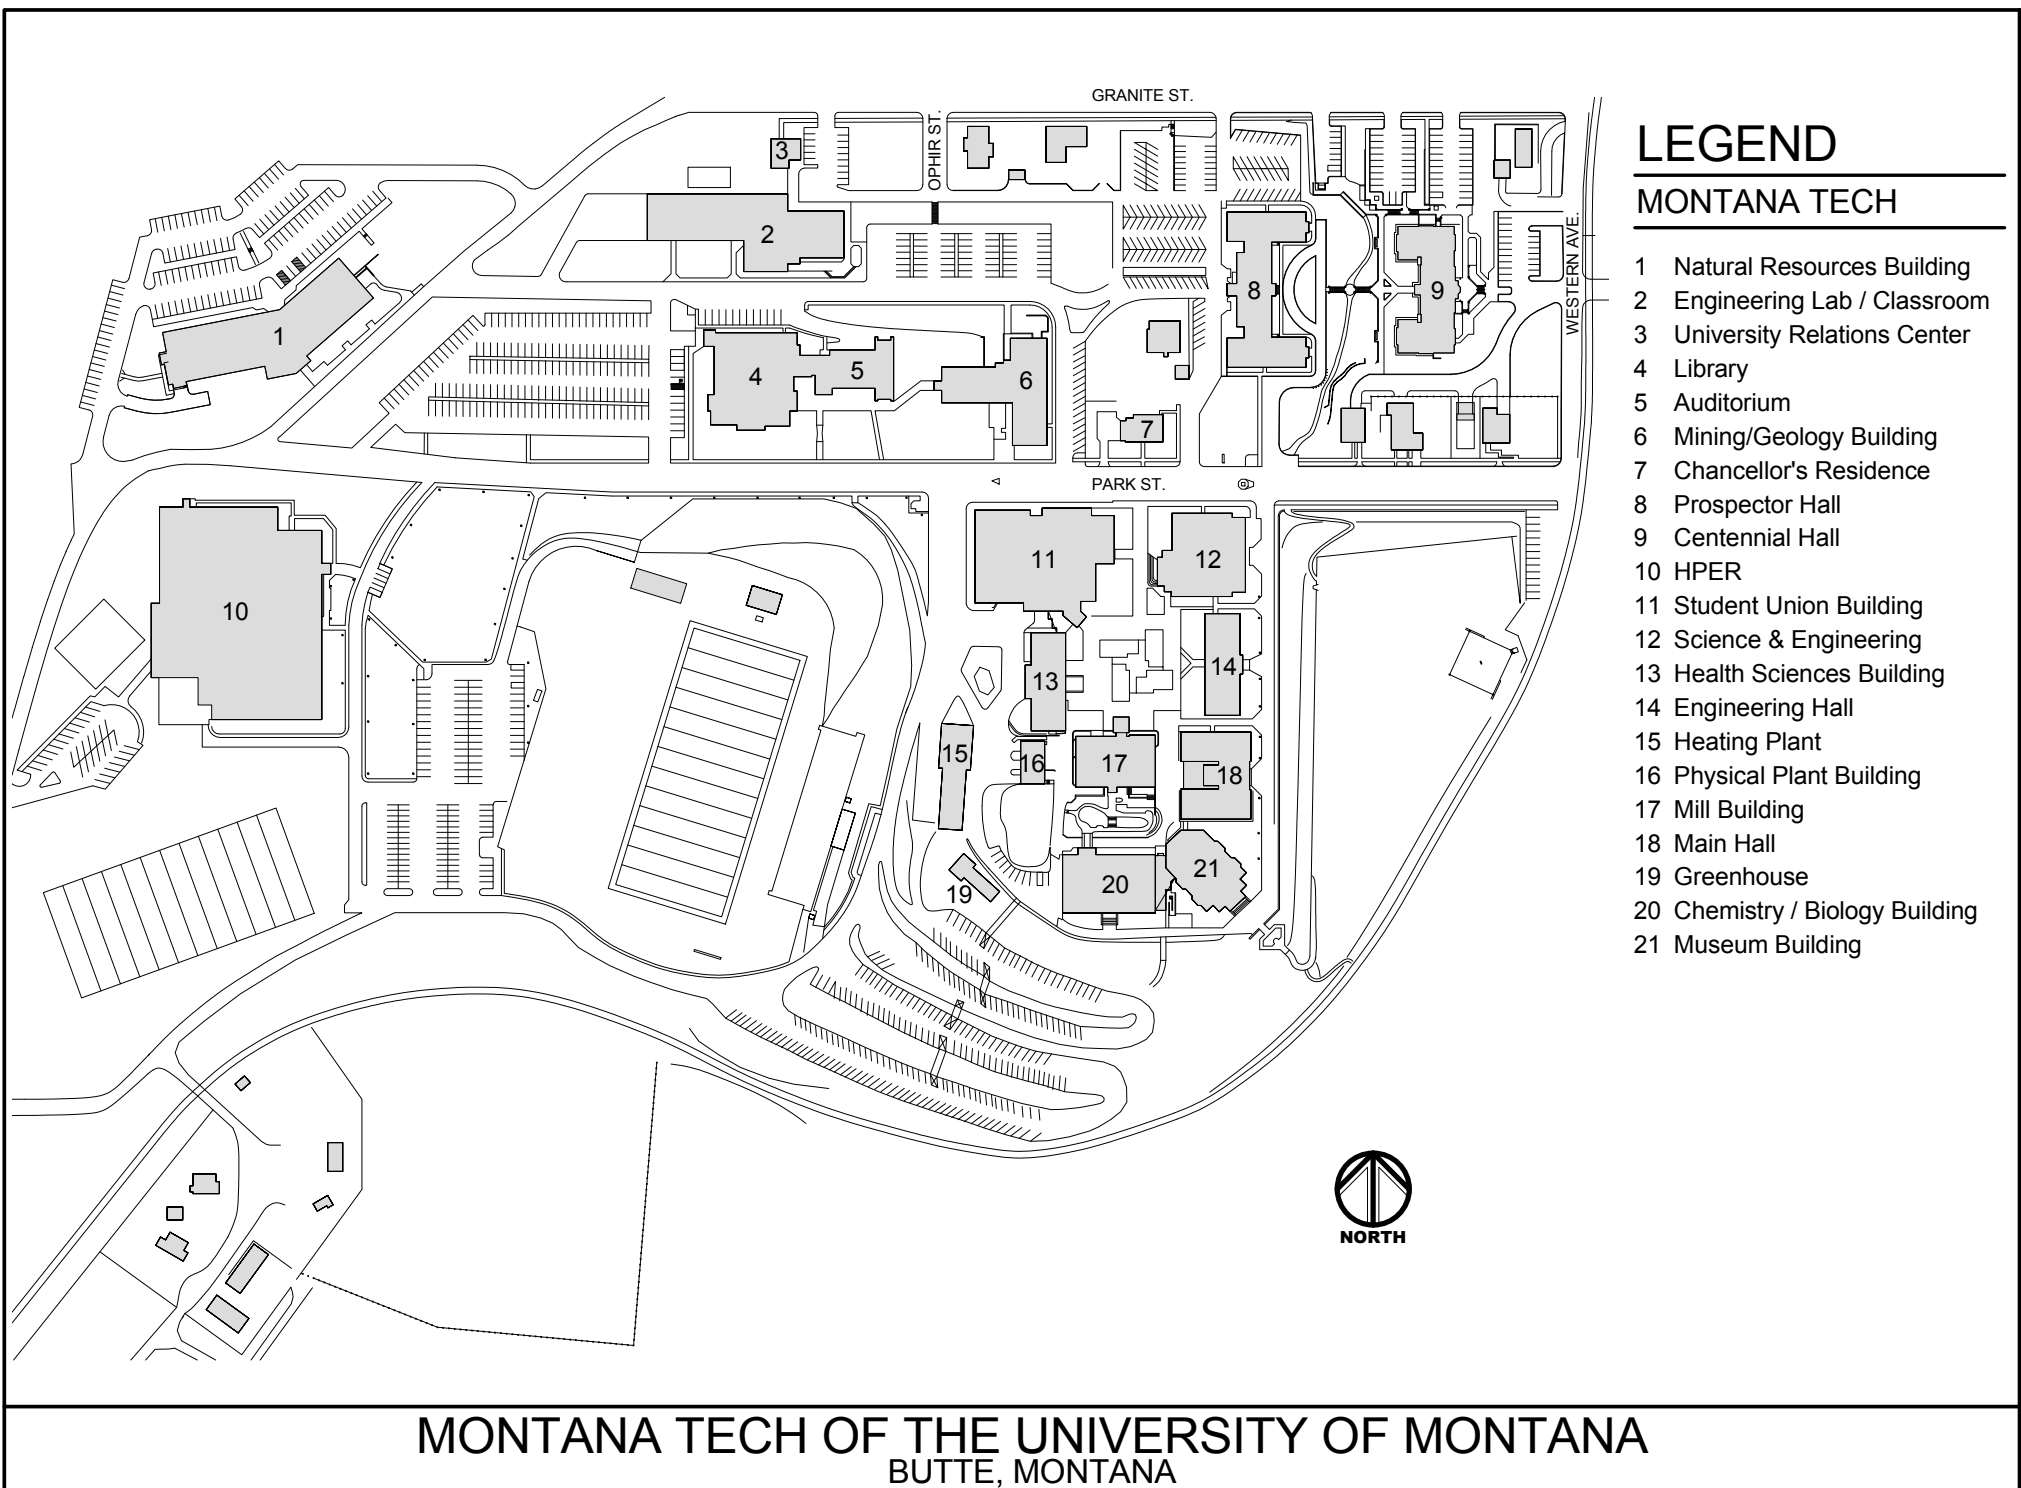 GRANITE ST.
OPHIR ST.
WESTERN AVE.
PARK ST.
3
2
1
8
9
4
5
6
7
10
11
12
13
14
15
16
17
18
19
20
21
NORTH
LEGEND
MONTANA TECH
1 Natural Resources Building
2 Engineering Lab / Classroom
3 University Relations Center
4 Library
5 Auditorium
6 Mining/Geology Building
7 Chancellor's Residence
8 Prospector Hall
9 Centennial Hall
10 HPER
11 Student Union Building
12 Science & Engineering
13 Health Sciences Building
14 Engineering Hall
15 Heating Plant
16 Physical Plant Building
17 Mill Building
18 Main Hall
19 Greenhouse
20 Chemistry / Biology Building
21 Museum Building
MONTANA TECH OF THE UNIVERSITY OF MONTANA
BUTTE, MONTANA